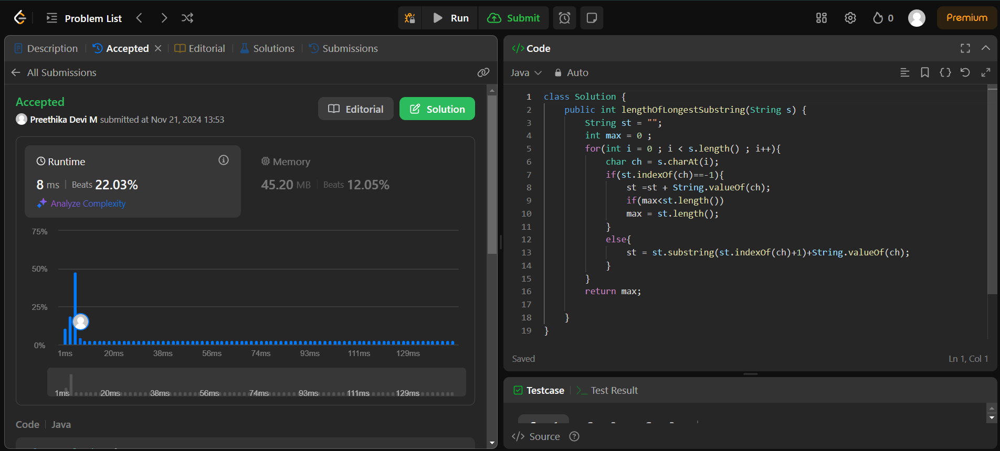 Problem List
Run
Submit
0
Premium
Description
Accepted
Editorial
Solutions
Submissions
All Submissions
Accepted
Preethika Devi M submitted at Nov 21, 2024 13:53
Editorial
Solution
Runtime
8 ms | Beats 22.03%
Analyze Complexity
Memory
45.20 MB | Beats 12.05%
75%
50%
25%
0%
1ms 20ms 38ms 56ms 74ms 93ms 111ms 129ms
1ms 20ms 38ms 56ms 74ms 93ms 111ms 129ms
Code | Java
</> Code
Java
Auto
1 class Solution {
2     public int lengthOfLongestSubstring(String s) {
3         String st = "";
4         int max = 0 ;
5         for(int i = 0 ; i < s.length() ; i++){
6             char ch = s.charAt(i);
7             if(st.indexOf(ch)==-1){
8                 st =st + String.valueOf(ch);
9                 if(max<st.length())
10                 max = st.length();
11             }
12             else{
13                 st = st.substring(st.indexOf(ch)+1)+String.valueOf(ch);
14             }
15         }
16         return max;
17
18     }
19 }
Saved
Ln 1, Col 1
Testcase
Test Result
</> Source